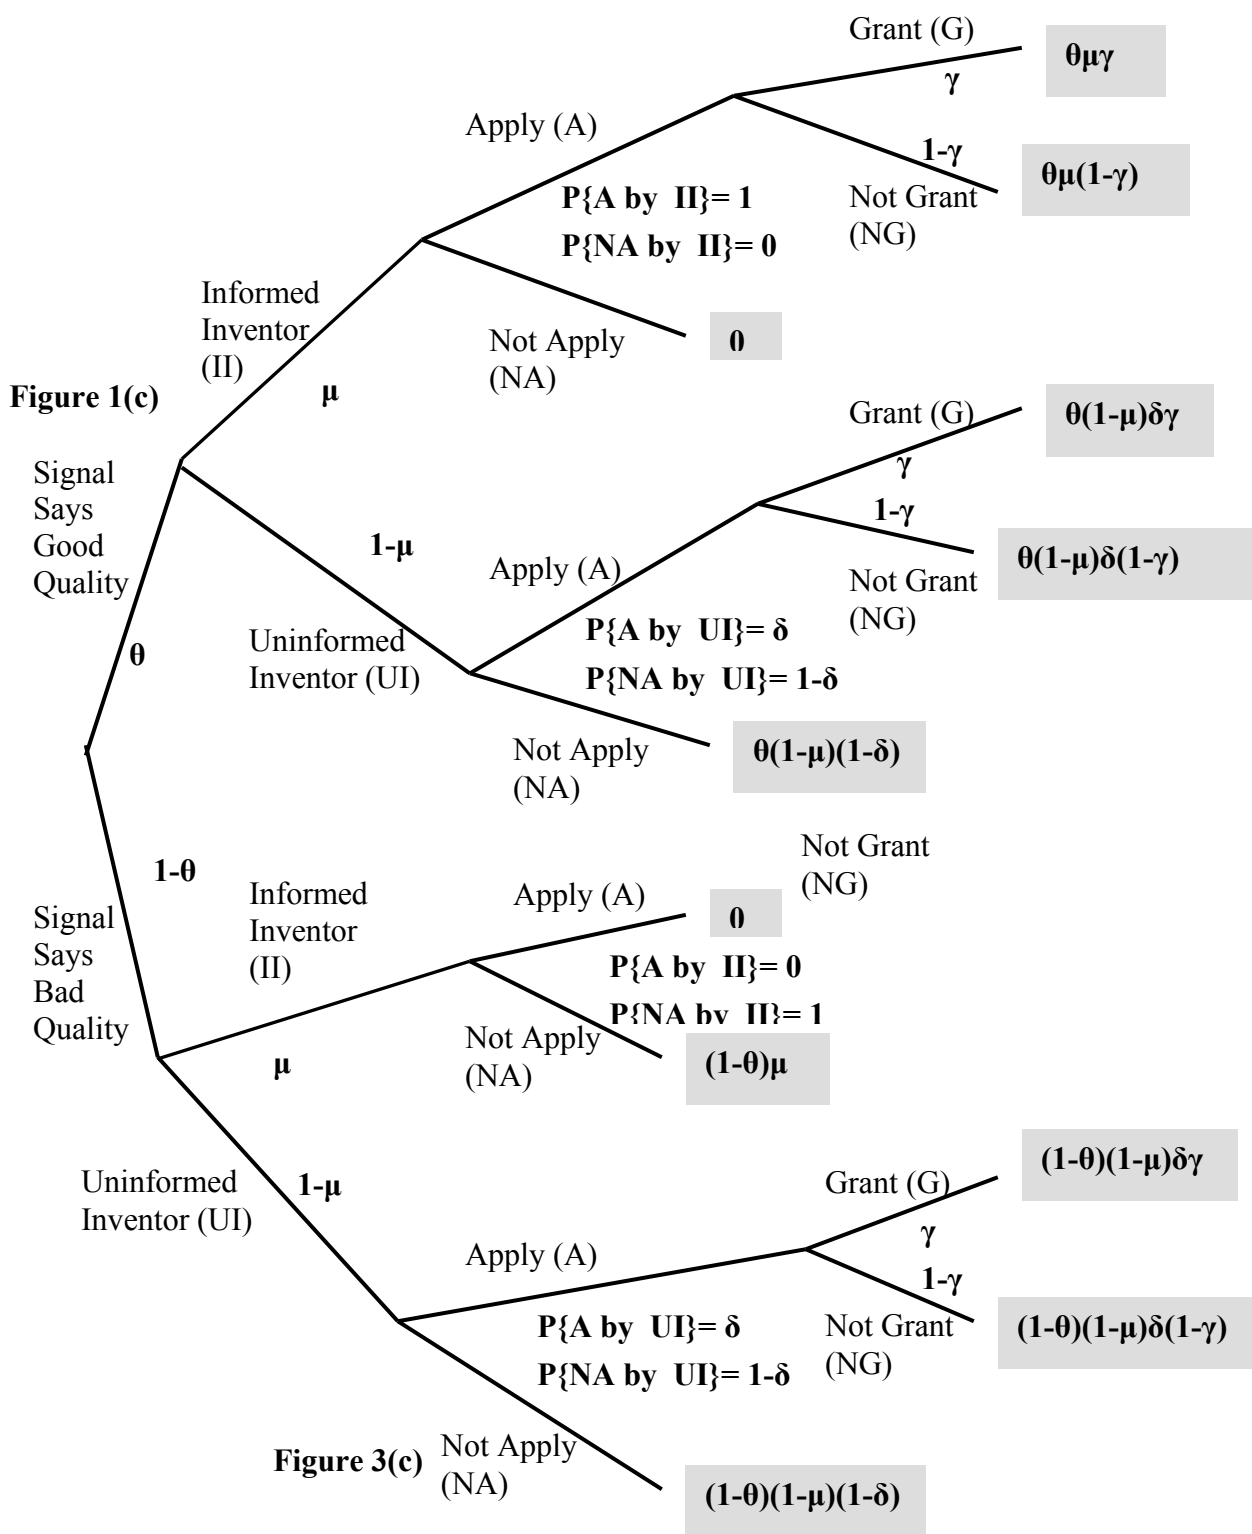 Grant (G)
θμγ
γ
Apply (A)
1-γ
θμ(1-γ)
P{A by II}= 1
Not Grant
(NG)
P{NA by II}= 0
Informed
Inventor
(II)
Not Apply
(NA)
0
μ
Figure 1(c)
Grant (G)
θ(1-μ)δγ
Signal
Says
Good
Quality
γ
1-γ
1-μ
Apply (A)
θ(1-μ)δ(1-γ)
Not Grant
(NG)
θ
Uninformed
Inventor (UI)
P{A by UI}= δ
P{NA by UI}= 1-δ
Not Apply
(NA)
θ(1-μ)(1-δ)
Not Grant
(NG)
1-θ
Informed
Inventor
(II)
Apply (A)
0
Signal
Says
Bad
Quality
P{A by II}= 0
P{NA by II}= 1
Not Apply
(NA)
(1-θ)μ
μ
Uninformed
Inventor (UI)
1-μ
Grant (G)
(1-θ)(1-μ)δγ
γ
Apply (A)
1-γ
P{A by UI}= δ
Not Grant
(NG)
(1-θ)(1-μ)δ(1-γ)
P{NA by UI}= 1-δ
Figure 3(c)
Not Apply
(NA)
(1-θ)(1-μ)(1-δ)